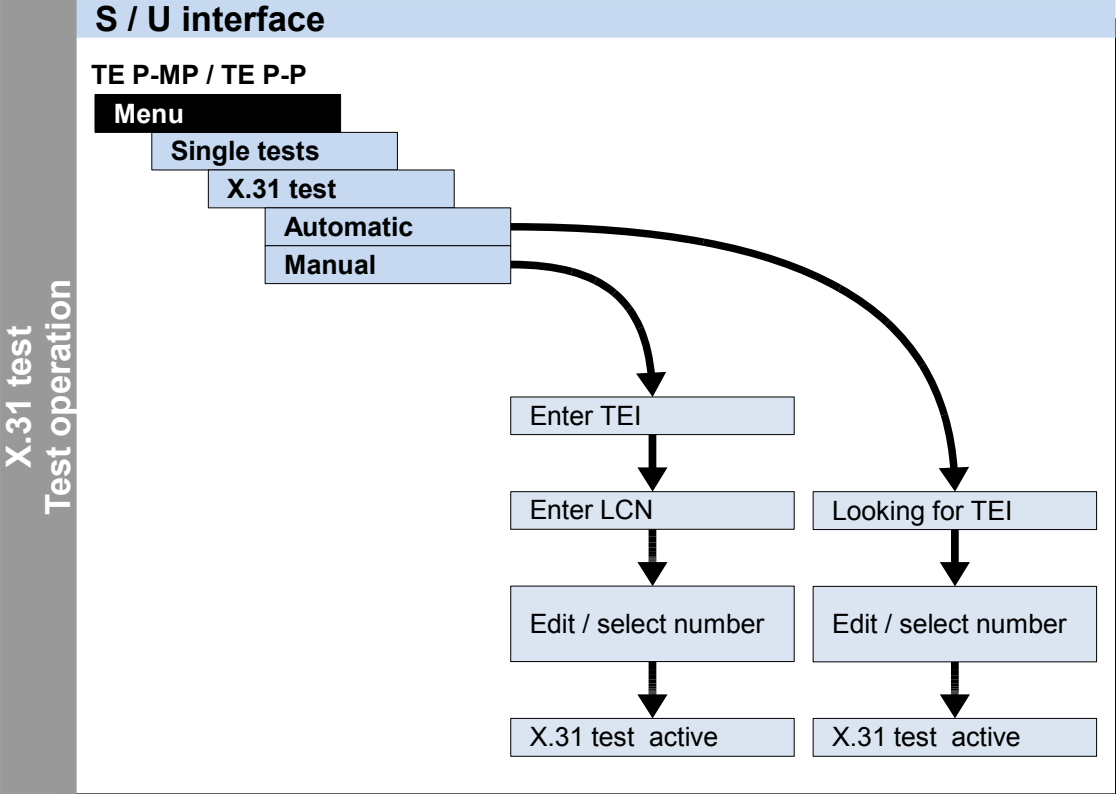 S / U interface
TE P-MP / TE P-P
Menu
Single tests
X.31 test
Automatic
Manual
Enter TEI
Enter LCN
Looking for TEI
Edit / select number
Edit / select number
X.31 test active
X.31 test active
X.31 test
Test operation